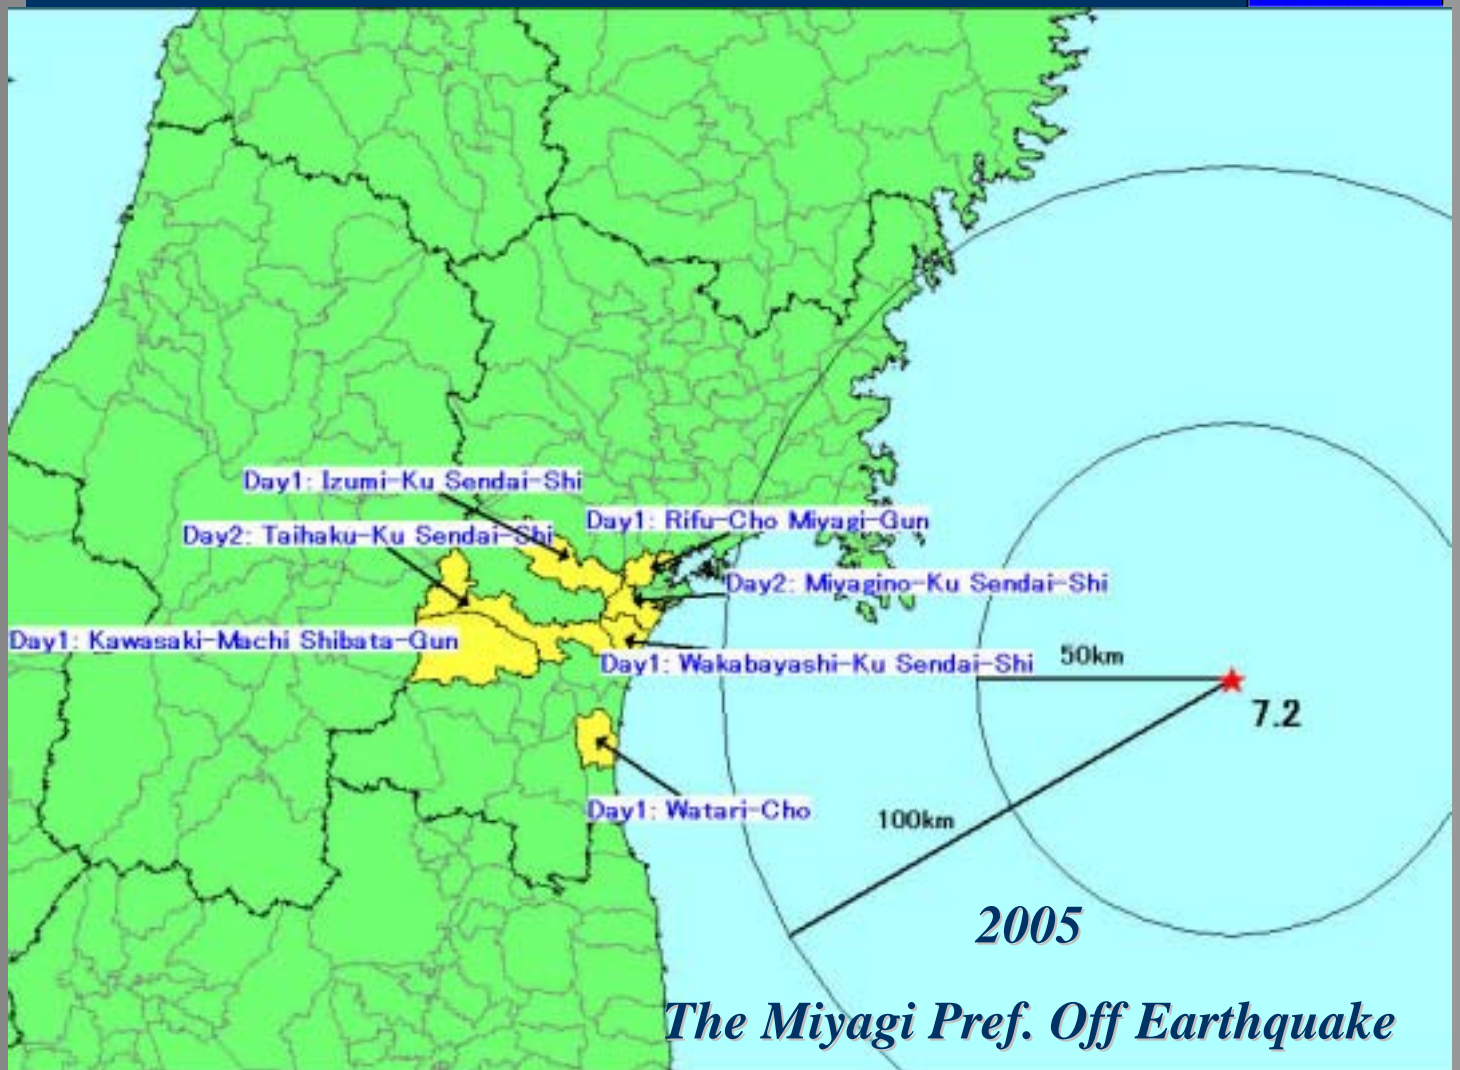 Day1: Izumi-Ku Sendai-Shi
Day1: Rifu-Cho Miyagi-Gun
Day2: Taihaku-Ku Sendai-Shi
Day2: Miyagino-Ku Sendai-Shi
Day1: Kawasaki-Machi Shibata-Gun
Day1: Wakabayashi-Ku Sendai-Shi
50km
7.2
Day1: Watari-Cho
100km
2005
The Miyagi Pref. Off Earthquake